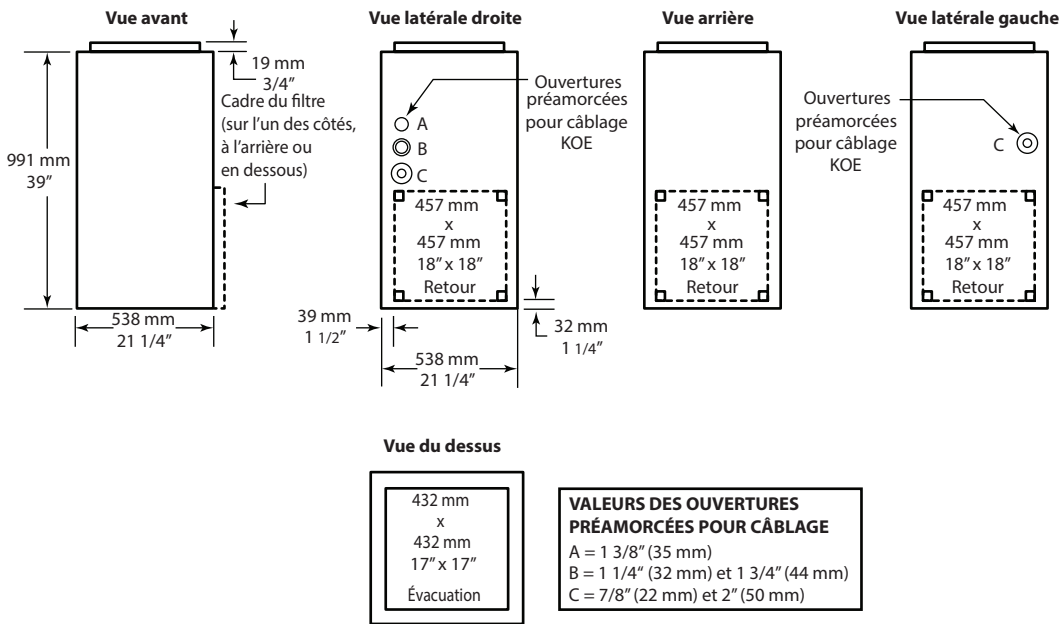 Vue avant
19 mm
3/4”
Cadre du filtre
(sur l’un des côtés,
à l’arrière ou
en dessous)
991 mm
39”
538 mm
21 1/4”
Vue latérale droite
Ouvertures
préamorcées
pour câblage
KOE
A
B
C
457 mm
x
457 mm
18” x 18”
Retour
39 mm
1 1/2”
32 mm
1 1/4”
538 mm
21 1/4”
Vue arrière
457 mm
x
457 mm
18” x 18”
Retour
Vue latérale gauche
Ouvertures
préamorcées
pour câblage
KOE
C
457 mm
x
457 mm
18” x 18”
Retour
Vue du dessus
432 mm
x
432 mm
17” x 17”
Évacuation
VALEURS DES OUVERTURES
PRÉAMORCÉES POUR CÂBLAGE
A = 1 3/8” (35 mm)
B = 1 1/4“ (32 mm) et 1 3/4” (44 mm)
C = 7/8” (22 mm) et 2” (50 mm)